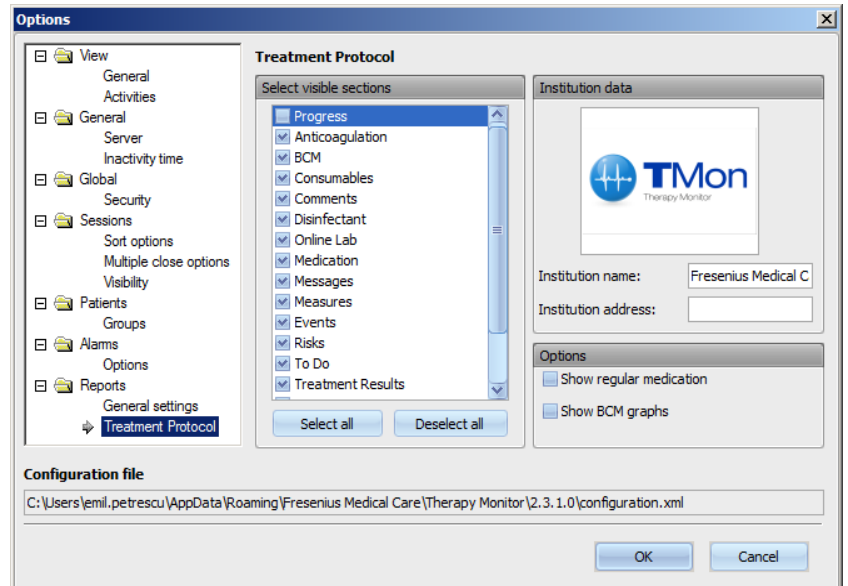 Options
View
General
Activities
General
Server
Inactivity time
Global
Security
Sessions
Sort options
Multiple close options
Visibility
Patients
Groups
Alarms
Options
Reports
General settings
Treatment Protocol
Treatment Protocol
Select visible sections
Progress
Anticoagulation
BCM
Consumables
Comments
Disinfectant
Online Lab
Medication
Messages
Measures
Events
Risks
To Do
Treatment Results
Select all
Deselect all
Institution data
TMon
Therapy Monitor
Institution name: Fresenius Medical C
Institution address:
Options
Show regular medication
Show BCM graphs
Configuration file
C:\Users\emil.petrescu\AppData\Roaming\Fresenius Medical Care\Therapy Monitor\2.3.1.0\configuration.xml
OK
Cancel